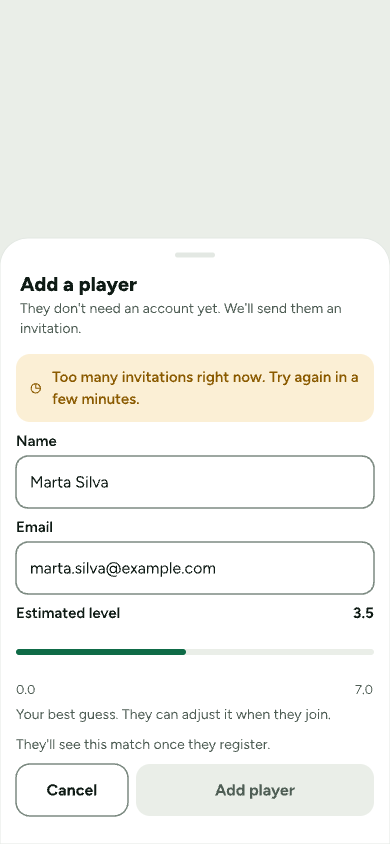 Add a player
They don't need an account yet. We'll send them an
invitation.
Too many invitations right now. Try again in a
few minutes.
Name
Marta Silva
Email
marta.silva@example.com
Estimated level 3.5
0.0 7.0
Your best guess. They can adjust it when they join.
They'll see this match once they register.
Cancel Add player